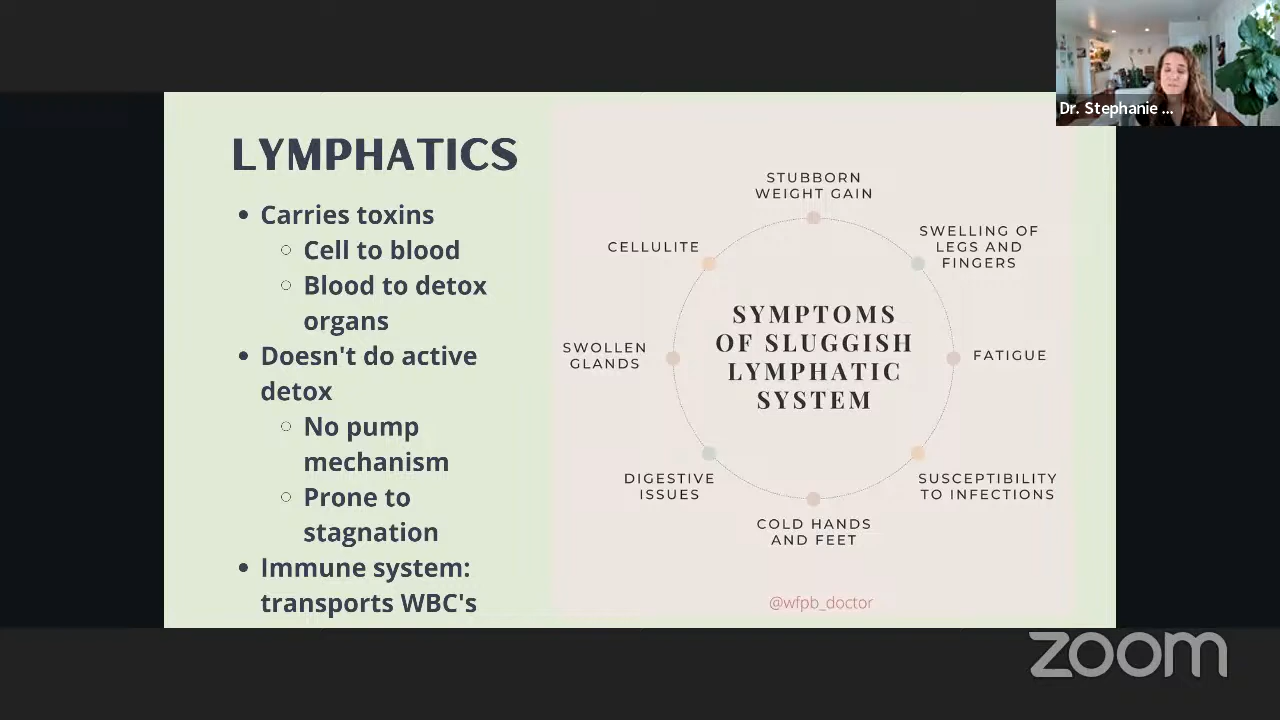 Dr. Stephanie ...
LYMPHATICS
• Carries toxins
○ Cell to blood
○ Blood to detox
organs
• Doesn't do active
detox
○ No pump
mechanism
○ Prone to
stagnation
• Immune system:
transports WBC's
STUBBORN
WEIGHT GAIN
SWELLING OF
LEGS AND
FINGERS
FATIGUE
SUSCEPTIBILITY
TO INFECTIONS
COLD HANDS
AND FEET
DIGESTIVE
ISSUES
SWOLLEN
GLANDS
CELLULITE
SYMPTOMS
OF SLUGGISH
LYMPHATIC
SYSTEM
@wfpb_doctor
zoom